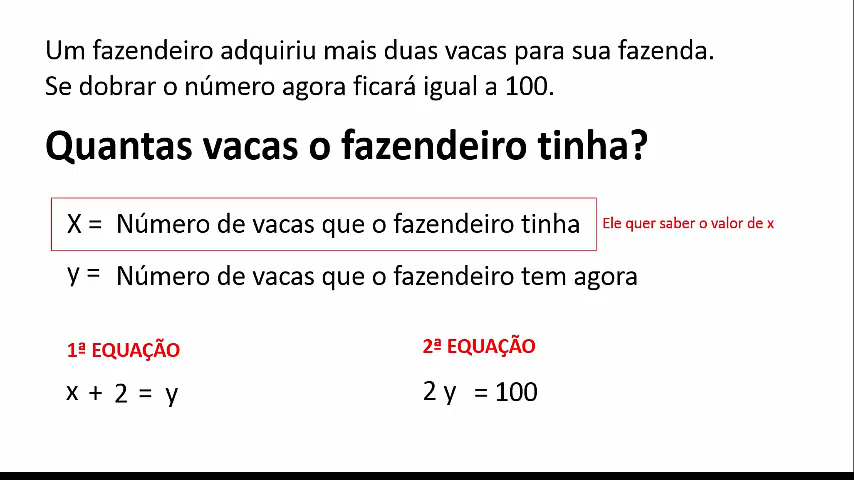 Um fazendeiro adquiriu mais duas vacas para sua fazenda.
Se dobrar o número agora ficará igual a 100.
Quantas vacas o fazendeiro tinha?
X = Número de vacas que o fazendeiro tinha
Ele quer saber o valor de x
y = Número de vacas que o fazendeiro tem agora
1ª EQUAÇÃO
2ª EQUAÇÃO
x + 2 = y
2 y = 100